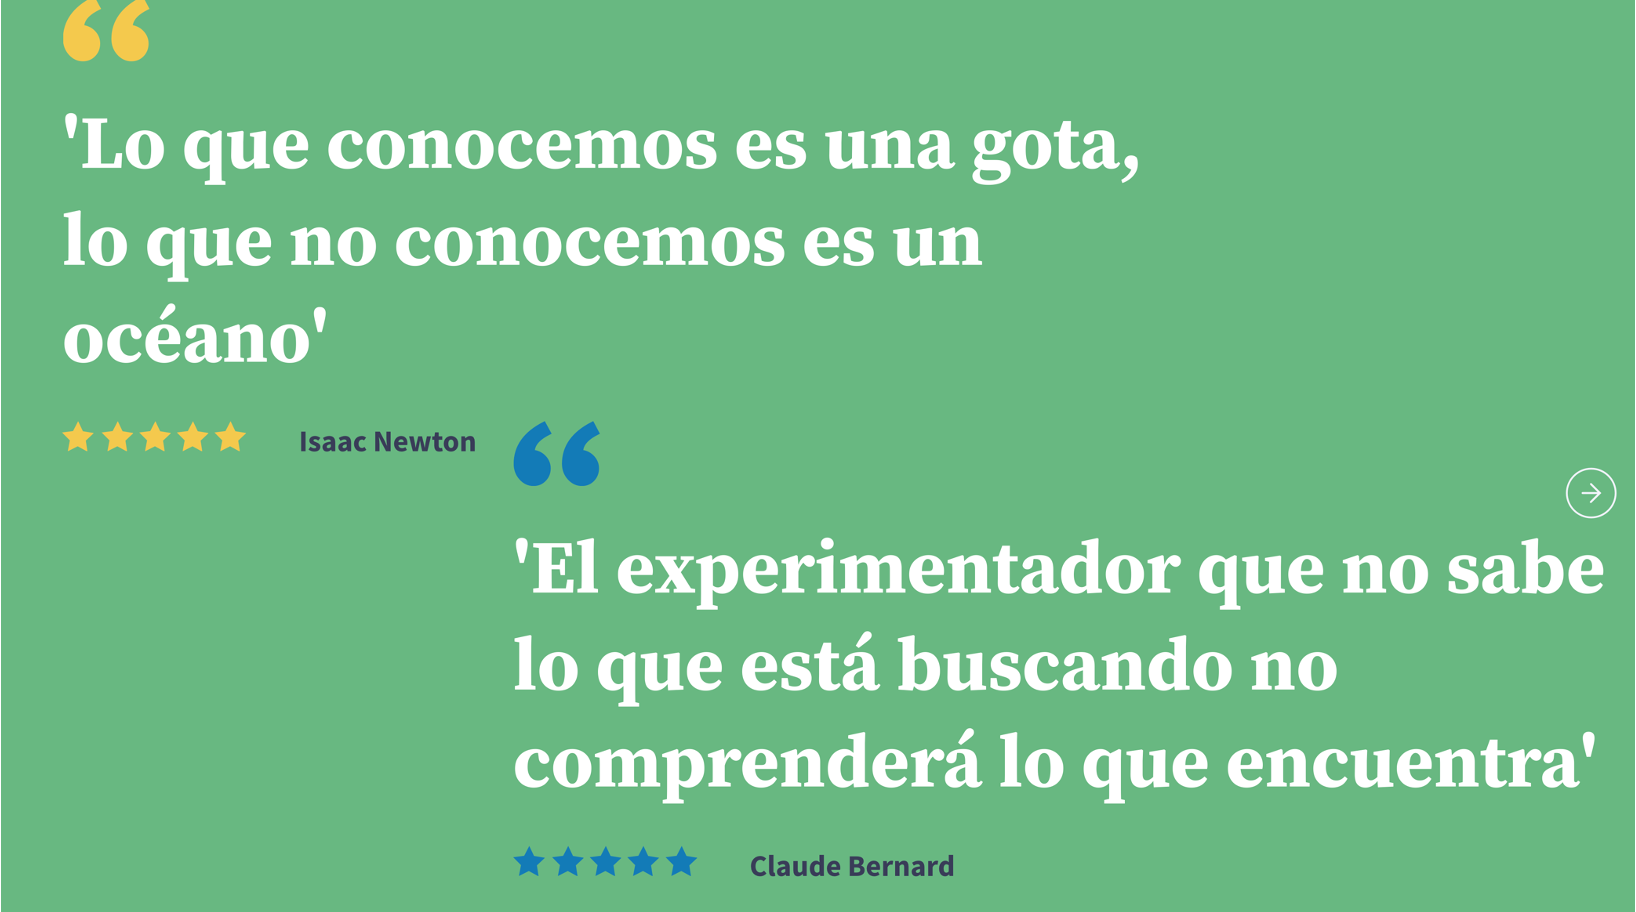 “
'Lo que conocemos es una gota,
lo que no conocemos es un
océano'
Isaac Newton
“
'El experimentador que no sabe
lo que está buscando no
comprenderá lo que encuentra'
Claude Bernard